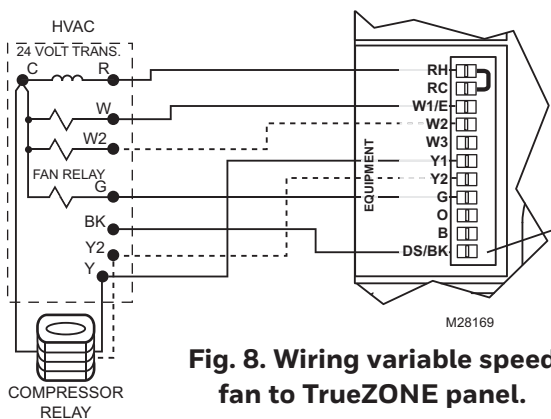 HVAC
24 VOLT TRANS.
C
R
W
W2
FAN RELAY
G
BK
Y2
Y
COMPRESSOR
RELAY
EQUIPMENT
RH
RC
W1/E
W2
W3
Y1
Y2
G
O
B
DS/BK
M28169
Fig. 8. Wiring variable speed
fan to TrueZONE panel.